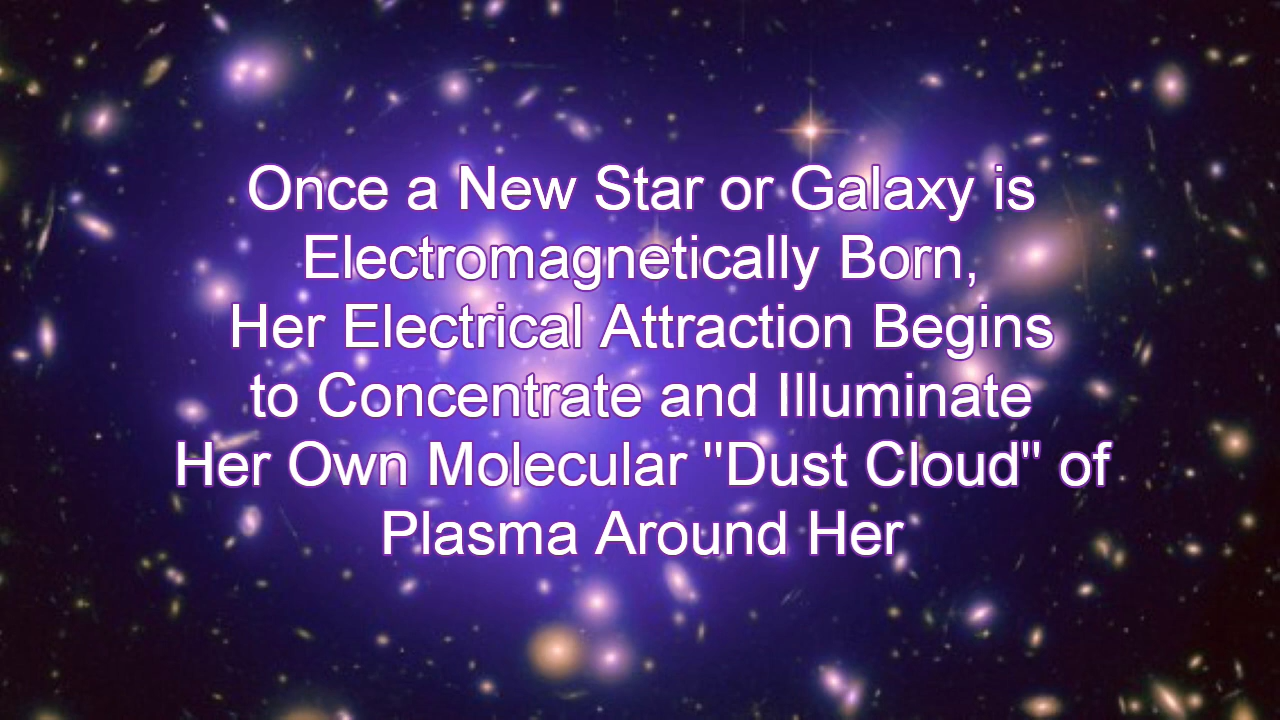 Once a New Star or Galaxy is
Electromagnetically Born,
Her Electrical Attraction Begins
to Concentrate and Illuminate
Her Own Molecular "Dust Cloud" of
Plasma Around Her